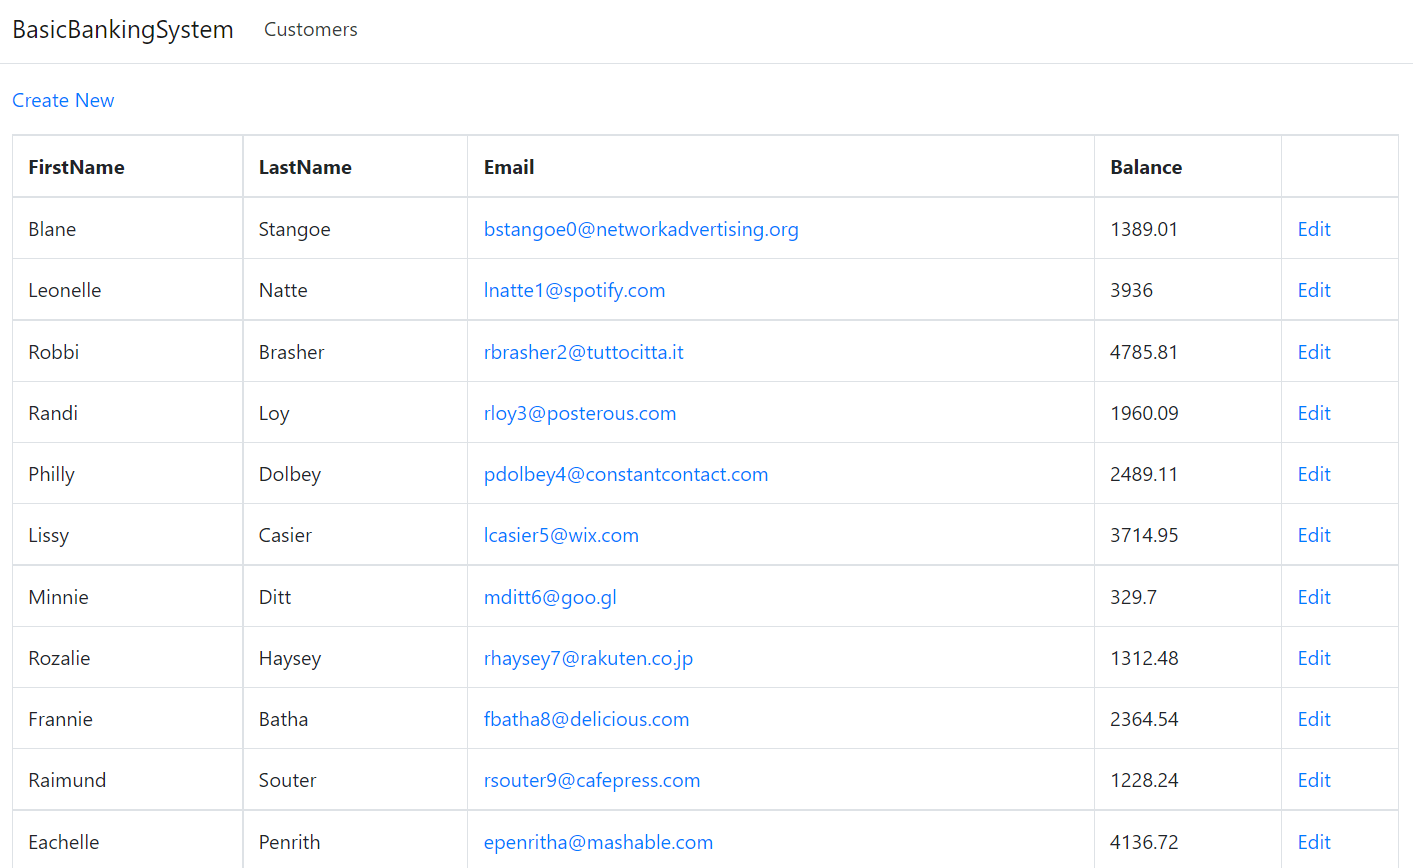 BasicBankingSystem Customers
Create New
FirstName LastName Email Balance
Blane Stangoe bstangoe0@networkadvertising.org 1389.01 Edit
Leonelle Natte lnatte1@spotify.com 3936 Edit
Robbi Brasher rbrasher2@tuttocitta.it 4785.81 Edit
Randi Loy rloy3@posterous.com 1960.09 Edit
Philly Dolbey pdolbey4@constantcontact.com 2489.11 Edit
Lissy Casier lcasier5@wix.com 3714.95 Edit
Minnie Ditt mditt6@goo.gl 329.7 Edit
Rozalie Haysey rhaysey7@rakuten.co.jp 1312.48 Edit
Frannie Batha fbatha8@delicious.com 2364.54 Edit
Raimund Souter rsouter9@cafepress.com 1228.24 Edit
Eachelle Penrith epenritha@mashable.com 4136.72 Edit